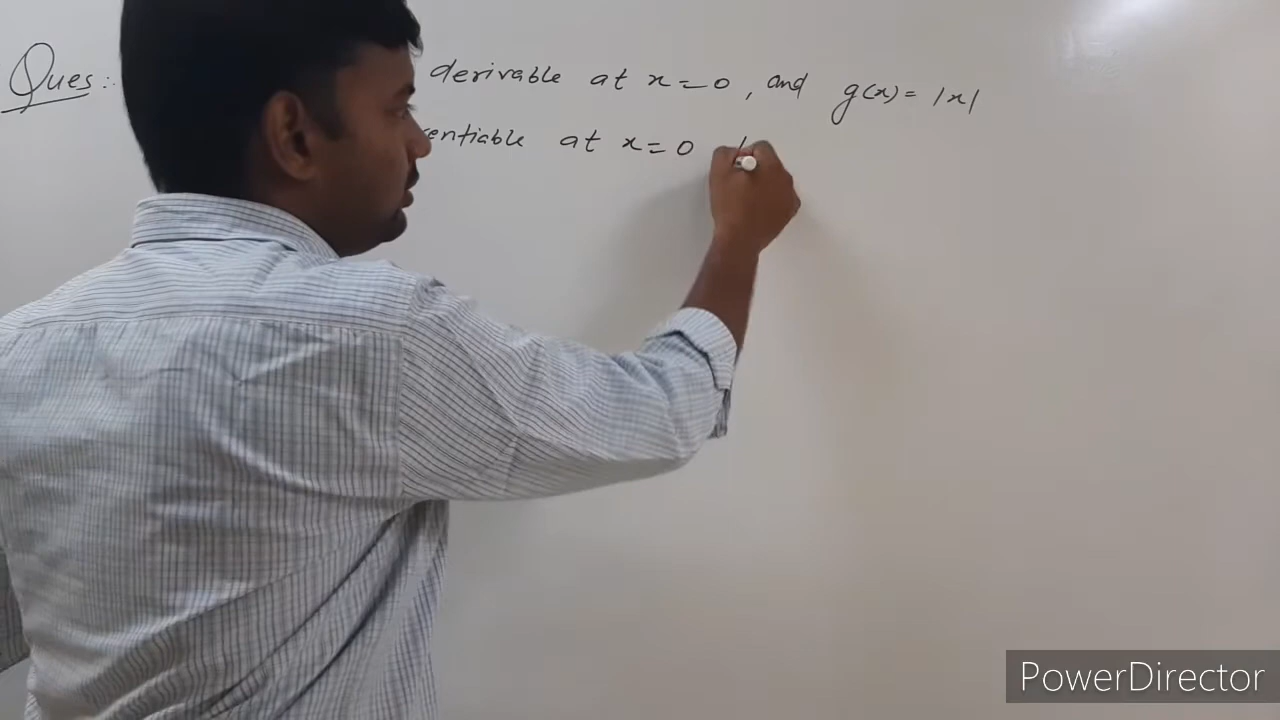 Ques:
derivable at x=0, and g(x)= |x|
entiable at x=0
PowerDirector